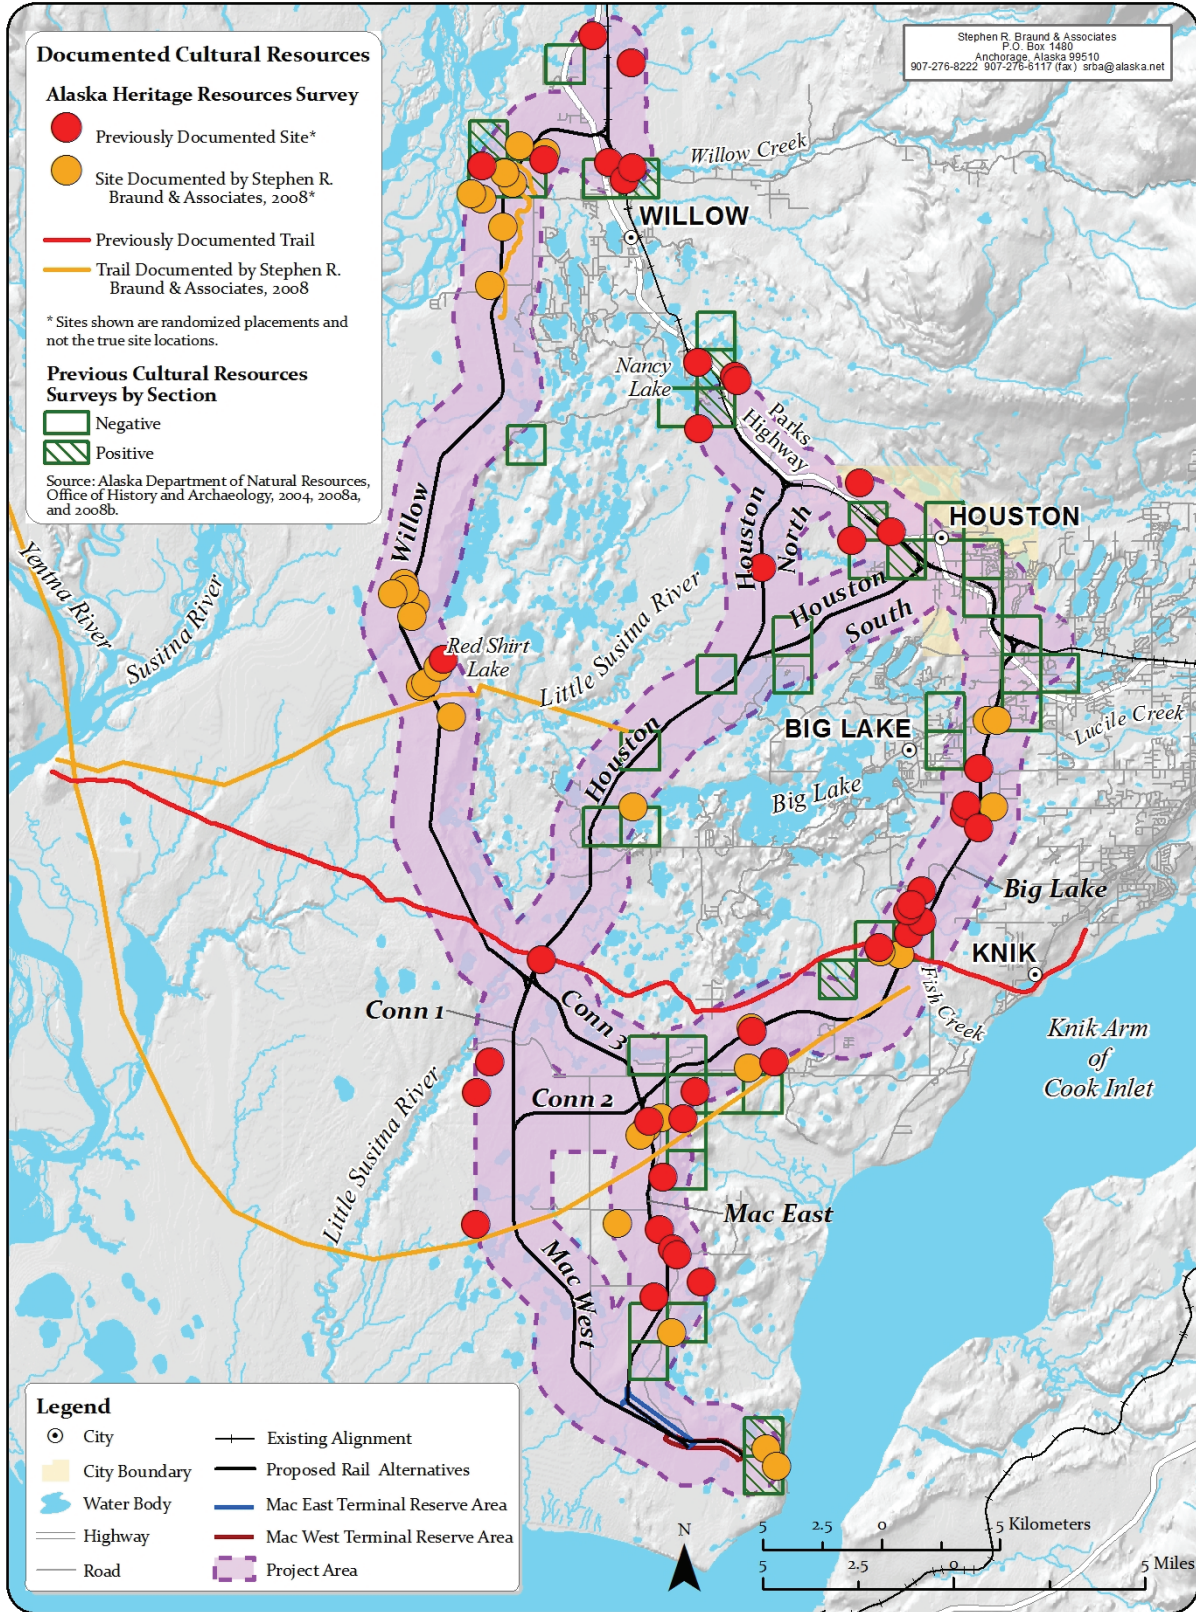 Documented Cultural Resources
Alaska Heritage Resources Survey
Previously Documented Site*
Site Documented by Stephen R.
Braund & Associates, 2008*
Previously Documented Trail
Trail Documented by Stephen R.
Braund & Associates, 2008
* Sites shown are randomized placements and
not the true site locations.
Previous Cultural Resources
Surveys by Section
Negative
Positive
Source: Alaska Department of Natural Resources,
Office of History and Archaeology, 2004, 2008a,
and 2008b.
Stephen R. Braund & Associates
P.O. Box 1480
Anchorage, Alaska 99510
907-276-8222 907-276-6117 (fax) srba@alaska.net
Willow Creek
WILLOW
Nancy
Lake
Parks
Highway
Willow
Houston
North
HOUSTON
Houston
South
Yentna River
Susitna River
Red Shirt
Lake
Little Susitna River
Houston
BIG LAKE
Big Lake
Lucile Creek
Big Lake
KNIK
Fish Creek
Conn 1
Conn 3
Knik Arm
of
Cook Inlet
Conn 2
Little Susitna River
Mac East
Mac West
Legend
City
City Boundary
Water Body
Highway
Road
Existing Alignment
Proposed Rail Alternatives
Mac East Terminal Reserve Area
Mac West Terminal Reserve Area
Project Area
N
5 2.5 0 5 Kilometers
5 2.5 0 5 Miles